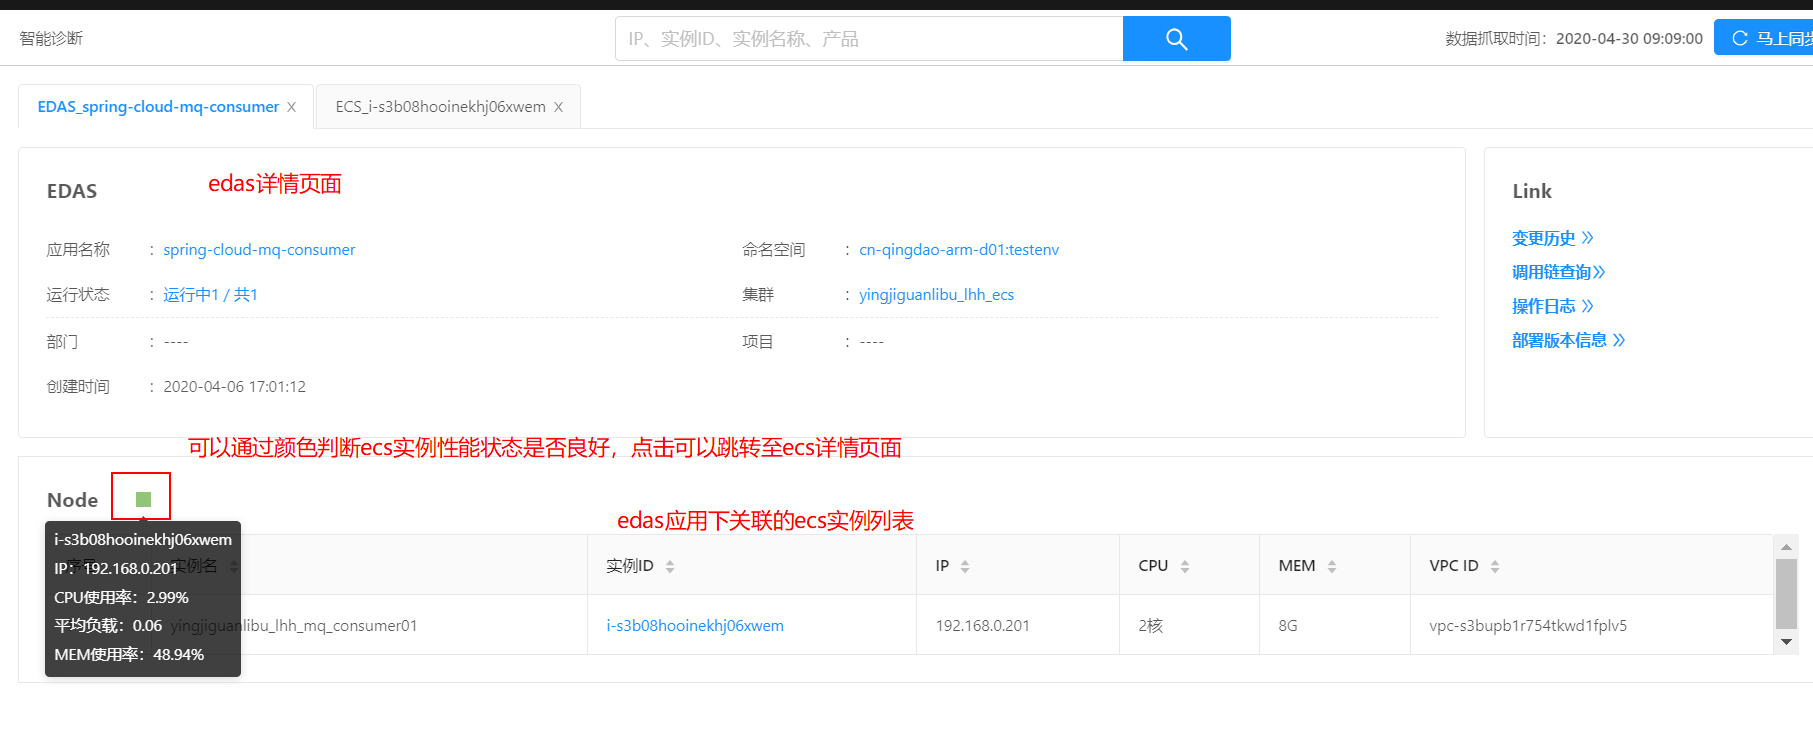 智能诊断
IP、实例ID、实例名称、产品
数据抓取时间：2020-04-30 09:09:00
马上同步
EDAS_spring-cloud-mq-consumer X
ECS_i-s3b08hooinekhj06xwem X
EDAS
edas详情页面
应用名称 : spring-cloud-mq-consumer
命名空间 : cn-qingdao-arm-d01:testenv
运行状态 : 运行中1 / 共1
集群 : yingjiguanlibu_lhh_ecs
部门 : ----
项目 : ----
创建时间 : 2020-04-06 17:01:12
Link
变更历史
调用链查询
操作日志
部署版本信息
可以通过颜色判断ecs实例性能状态是否良好，点击可以跳转至ecs详情页面
Node
edas应用下关联的ecs实例列表
i-s3b08hooinekhj06xwem
IP：192.168.0.201
CPU使用率：2.99%
平均负载：0.06
MEM使用率：48.94%
序号 实例名 实例ID IP CPU MEM VPC ID
yingjiguanlibu_lhh_mq_consumer01 i-s3b08hooinekhj06xwem 192.168.0.201 2核 8G vpc-s3bupb1r754tkwd1fplv5